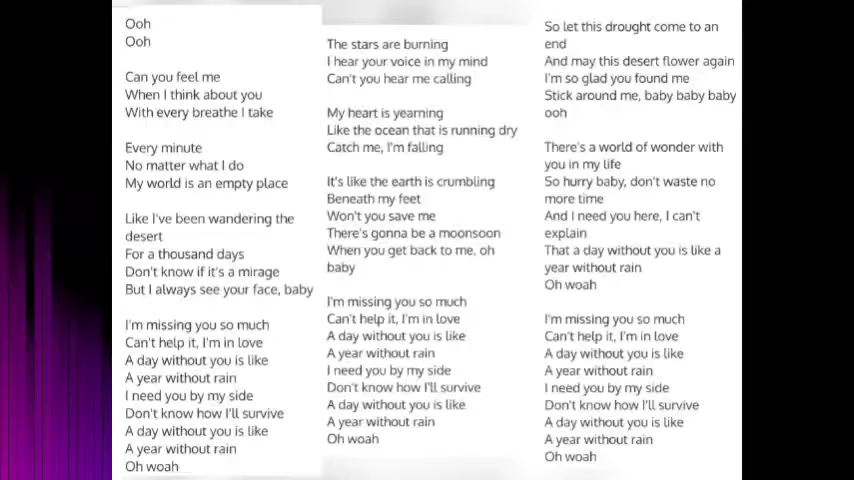 Ooh
Ooh
Can you feel me
When I think about you
With every breathe I take
Every minute
No matter what I do
My world is an empty place
Like I've been wandering the
desert
For a thousand days
Don't know if it's a mirage
But I always see your face, baby
I'm missing you so much
Can't help it, I'm in love
A day without you is like
A year without rain
I need you by my side
Don't know how I'll survive
A day without you is like
A year without rain
Oh woah
The stars are burning
I hear your voice in my mind
Can't you hear me calling
My heart is yearning
Like the ocean that is running dry
Catch me, I'm falling
It's like the earth is crumbling
Beneath my feet
Won't you save me
There's gonna be a moonsoon
When you get back to me, oh
baby
I'm missing you so much
Can't help it, I'm in love
A day without you is like
A year without rain
I need you by my side
Don't know how I'll survive
A day without you is like
A year without rain
Oh woah
So let this drought come to an
end
And may this desert flower again
I'm so glad you found me
Stick around me, baby baby baby
ooh
There's a world of wonder with
you in my life
So hurry baby, don't waste no
more time
And I need you here, I can't
explain
That a day without you is like a
year without rain
Oh woah
I'm missing you so much
Can't help it, I'm in love
A day without you is like
A year without rain
I need you by my side
Don't know how I'll survive
A day without you is like
A year without rain
Oh woah